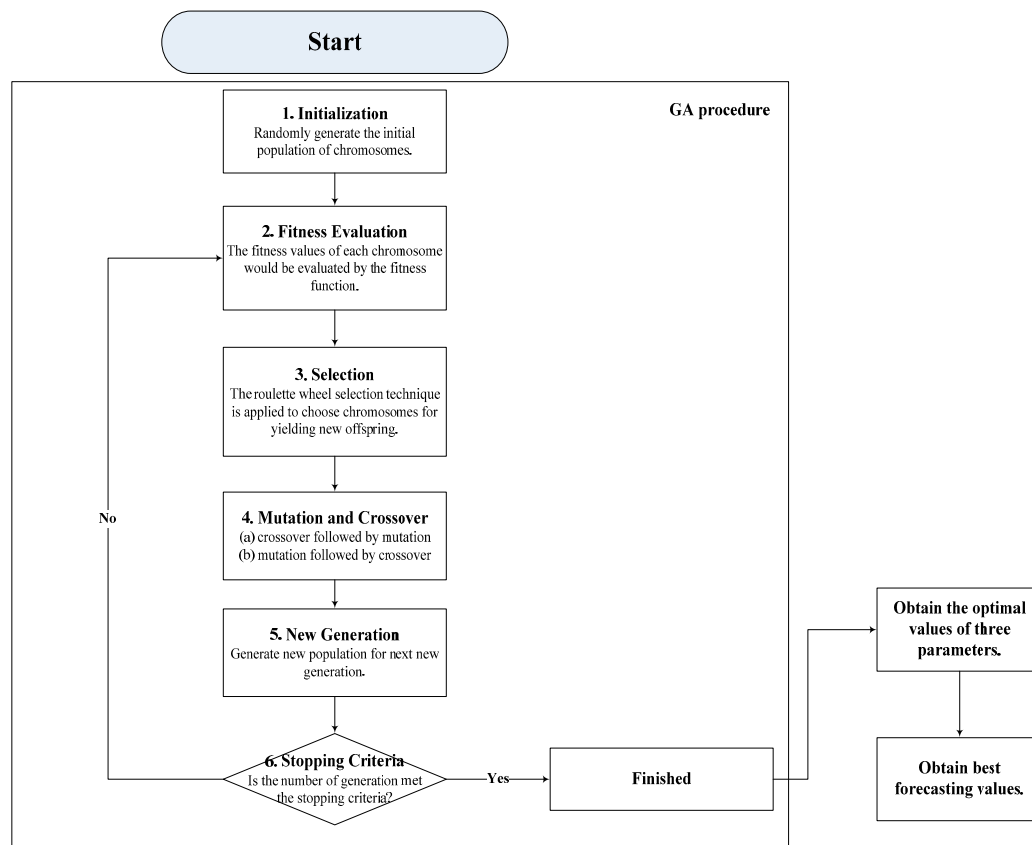 Start
GA procedure
1. Initialization
Randomly generate the initial
population of chromosomes.
2. Fitness Evaluation
The fitness values of each chromosome
would be evaluated by the fitness
function.
3. Selection
The roulette wheel selection technique
is applied to choose chromosomes for
yielding new offspring.
No
4. Mutation and Crossover
(a) crossover followed by mutation
(b) mutation followed by crossover
5. New Generation
Generate new population for next new
generation.
6. Stopping Criteria
Is the number of generation met
the stopping criteria?
Yes
Finished
Obtain the optimal
values of three
parameters.
Obtain best
forecasting values.